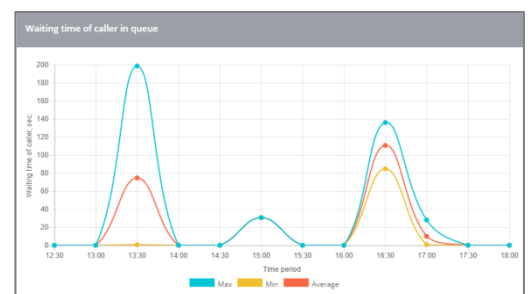 Waiting time of caller in queue
Waiting time of caller, sec.
200
180
160
140
120
100
80
60
40
20
0
12:30 13:00 13:30 14:00 14:30 15:00 15:30 16:00 16:30 17:00 17:30 18:00
Time period
Max Min Average